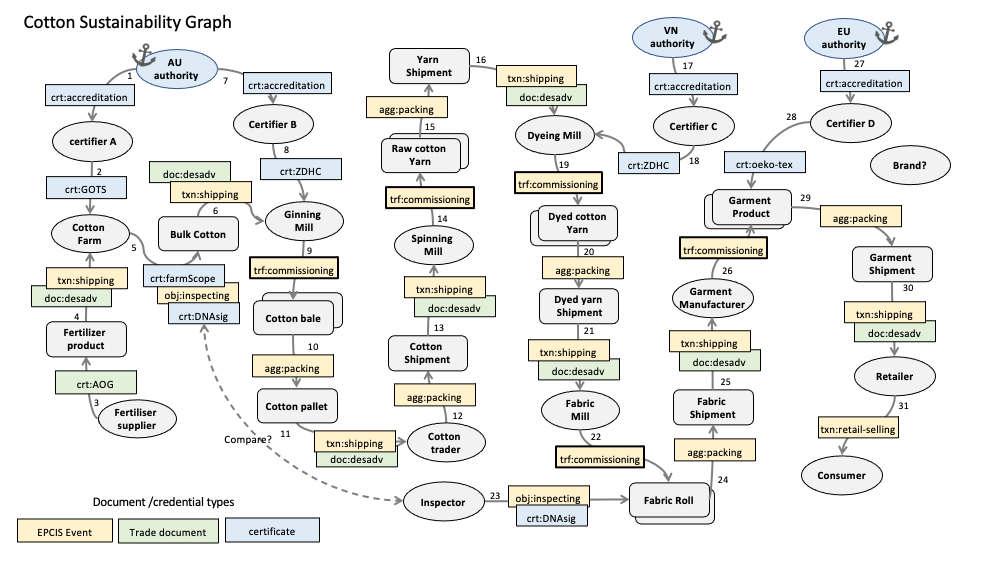 Cotton Sustainability Graph
AU
authority
1
7
crt:accreditation
crt:accreditation
certifier A
Certifier B
2
8
crt:GOTS
crt:ZDHC
doc:desadv
txn:shipping
6
Cotton
Farm
Bulk Cotton
Ginning
Mill
5
9
crt:farmScope
obj:inspecting
crt:DNAsig
trf:commissioning
txn:shipping
doc:desadv
4
Fertilizer
product
Cotton bale
10
crt:AOG
agg:packing
3
Fertiliser
supplier
Cotton pallet
11
Compare?
txn:shipping
doc:desadv
Cotton
trader
12
agg:packing
Cotton
Shipment
13
txn:shipping
doc:desadv
Spinning
Mill
14
trf:commissioning
Raw cotton
Yarn
15
agg:packing
Yarn
Shipment
16
txn:shipping
doc:desadv
Dyeing Mill
VN
authority
17
crt:accreditation
Certifier C
18
crt:ZDHC
19
trf:commissioning
Dyed cotton
Yarn
20
agg:packing
Dyed yarn
Shipment
21
txn:shipping
doc:desadv
Fabric
Mill
22
trf:commissioning
Inspector
23
obj:inspecting
crt:DNAsig
Fabric Roll
24
agg:packing
Fabric
Shipment
25
txn:shipping
doc:desadv
Garment
Manufacturer
26
trf:commissioning
Garment
Product
EU
authority
27
crt:accreditation
Certifier D
28
crt:oeko-tex
Brand?
29
agg:packing
Garment
Shipment
30
txn:shipping
doc:desadv
Retailer
31
txn:retail-selling
Consumer
Document /credential types
EPCIS Event
Trade document
certificate